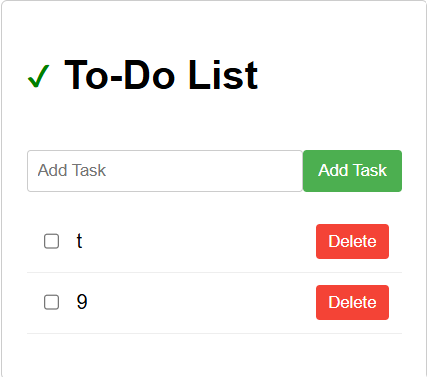 ✓ To-Do List
Add Task Add Task
t Delete
9 Delete